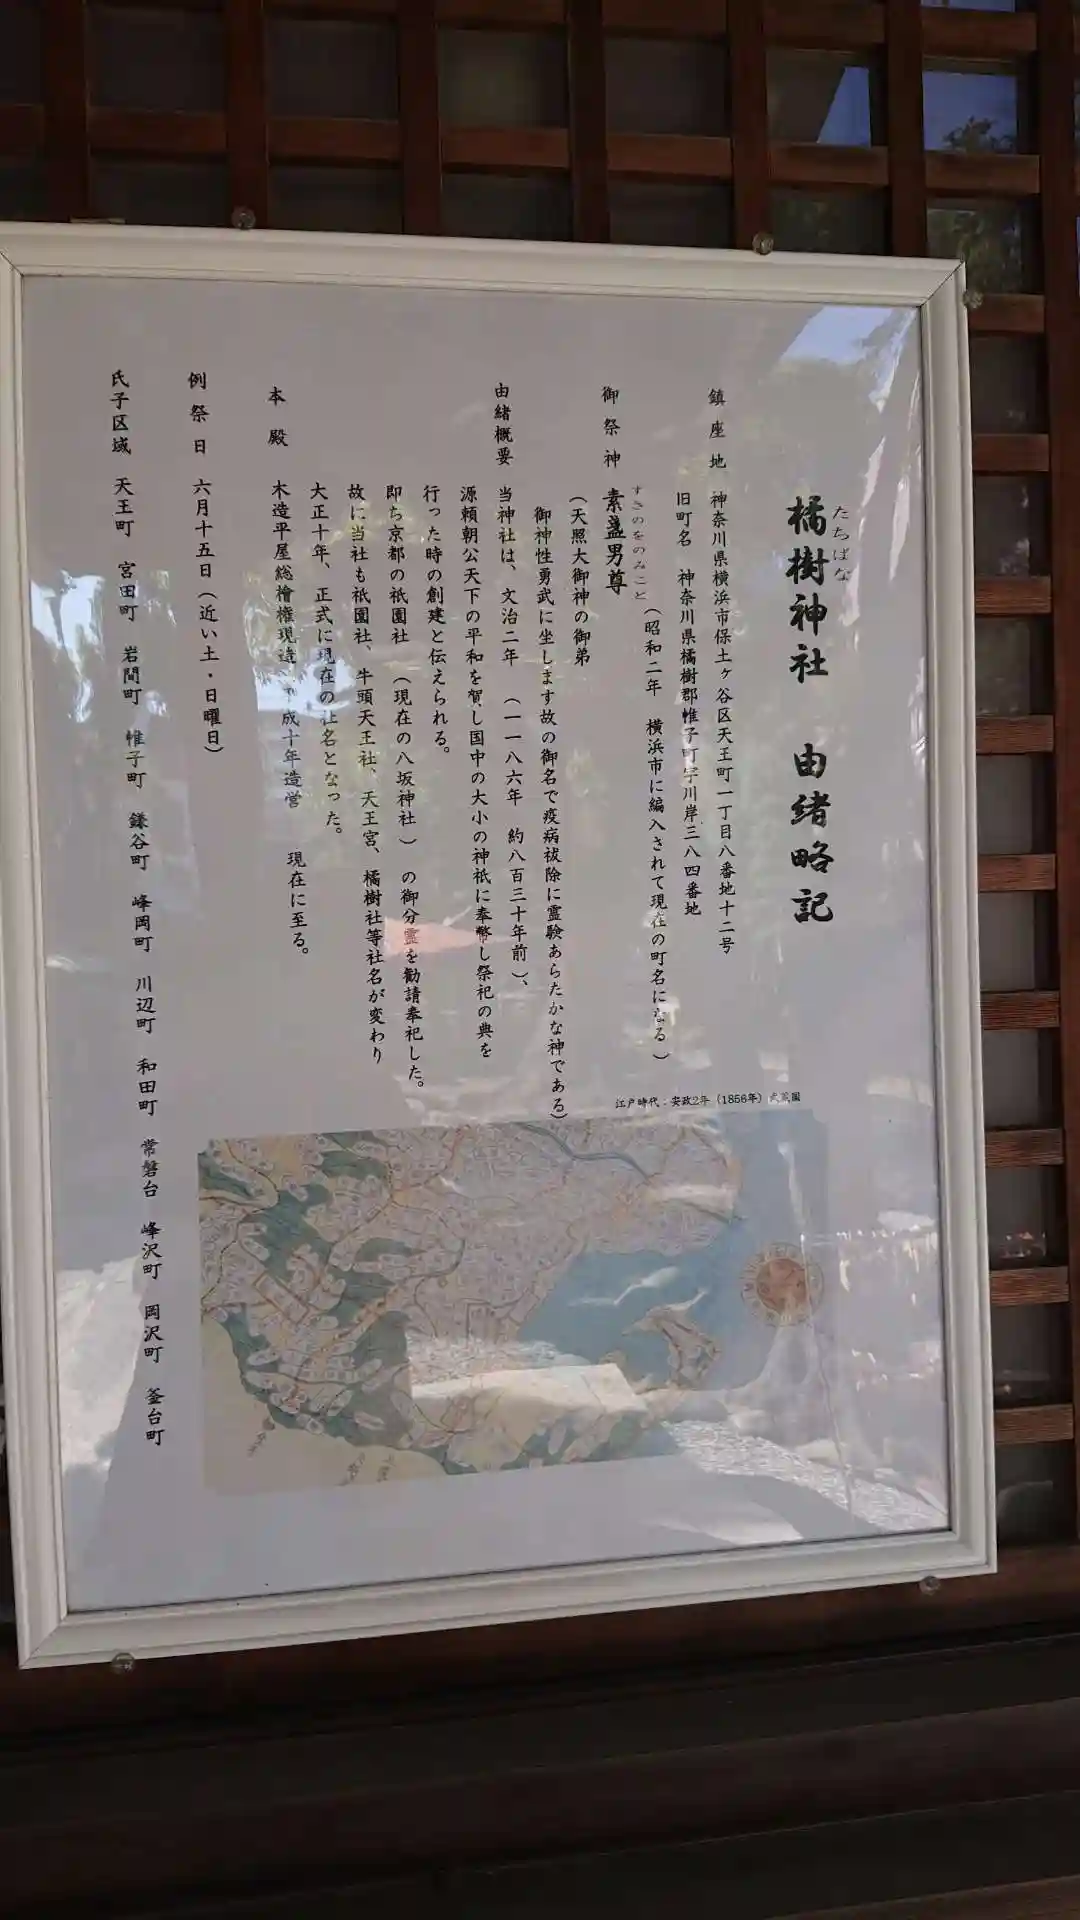 たちばな
橘樹神社 由緒略記
鎮座地 神奈川県横浜市保土ヶ谷区天王町一丁目八番地十二号
旧町名 神奈川県橘樹郡帷子町字川岸三八四番地
(昭和二年 横浜市に編入されて現在の町名になる)
すさのをのみこと
御祭神 素盞男尊
(天照大御神の御弟
御神性勇武に坐します故の御名で疫病祓除に霊験あらたかな神である)
由緒概要 当神社は、文治二年 (一一八六年 約八百三十年前)、
源頼朝公天下の平和を賀し国中の大小の神祇に奉幣し祭祀の典を
行った時の創建と伝えられる。
即ち京都の祇園社 (現在の八坂神社) の御分霊を勧請奉祀した。
故に当社も祇園社、牛頭天王社、天王宮、橘樹社等社名が変わり
大正十年、正式に現在の社名となった。
本殿 木造平屋総檜権現造 成十年造営 現在に至る。
例祭日 六月十五日(近い土・日曜日)
氏子区域 天王町 宮田町 岩間町 帷子町 鎌谷町 峰岡町 川辺町 和田町 常磐台 峰沢町 岡沢町 釜台町
江戸時代:安政2年(1856年)武蔵国